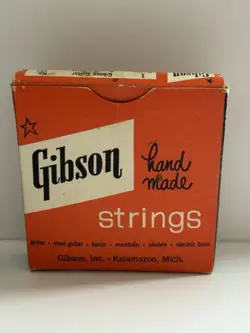 Gibson
hand
made
strings
guitar • steel guitar • banjo • mandolin • ukulele • electric bass
Gibson, Inc. • Kalamazoo, Mich.